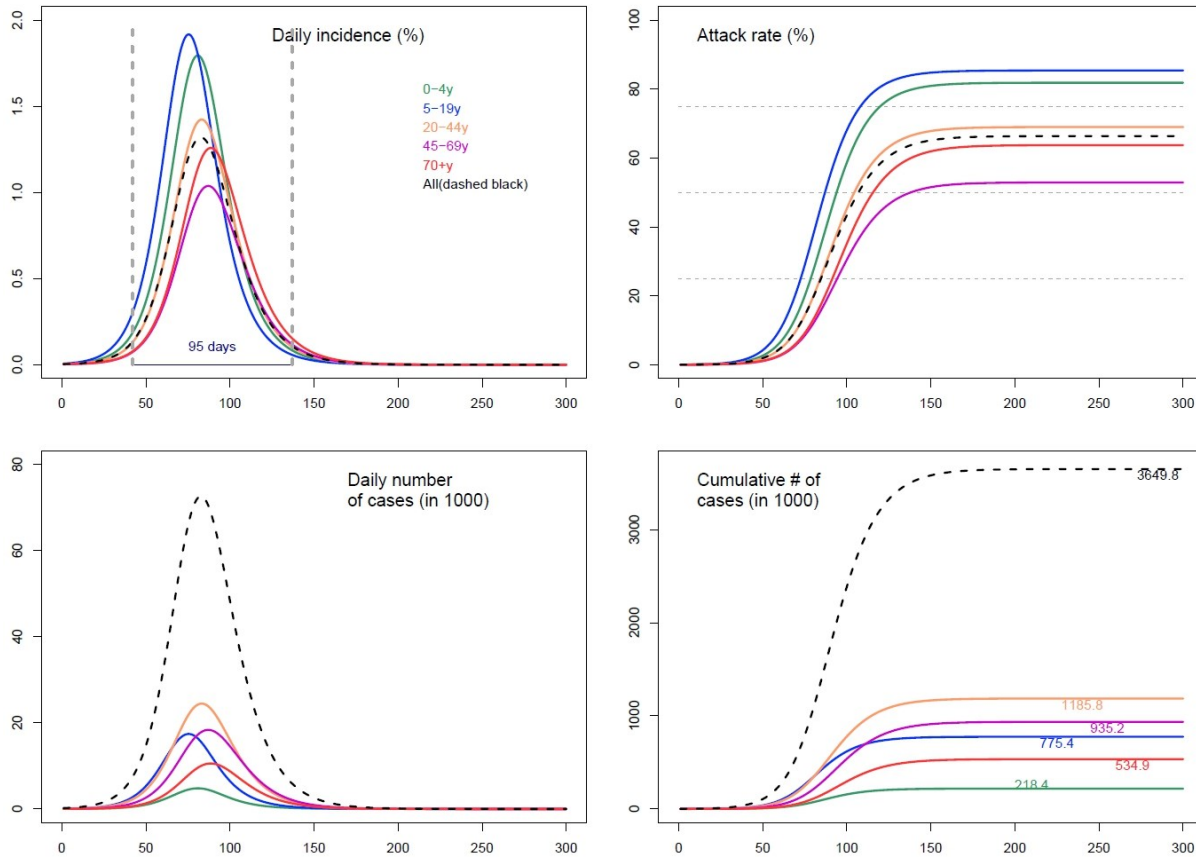 Daily incidence (%)
0−4y
5−19y
20−44y
45−69y
70+y
All(dashed black)
95 days
0.0
0.5
1.0
1.5
2.0
0 50 100 150 200 250 300
Attack rate (%)
0
20
40
60
80
100
0 50 100 150 200 250 300
Daily number
of cases (in 1000)
0
20
40
60
80
0 50 100 150 200 250 300
Cumulative # of
cases (in 1000)
3649.8
1185.8
935.2
775.4
534.9
218.4
0
1000
2000
3000
0 50 100 150 200 250 300